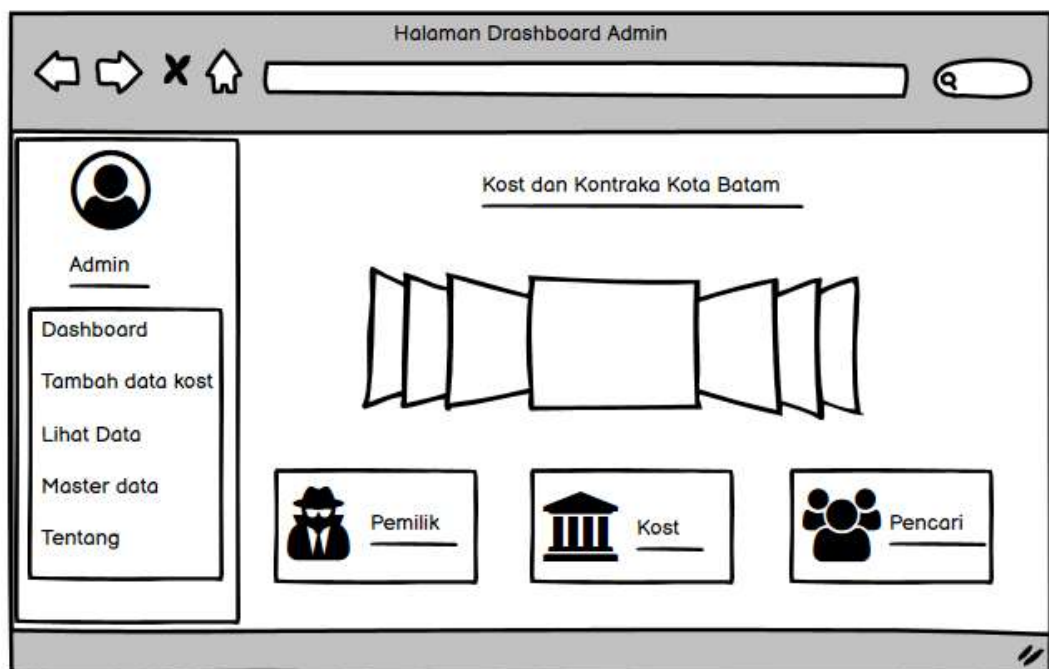 Halaman Drashboard Admin
Kost dan Kontraka Kota Batam
Admin
Dashboard
Tambah data kost
Lihat Data
Master data
Tentang
Pemilik
Kost
Pencari